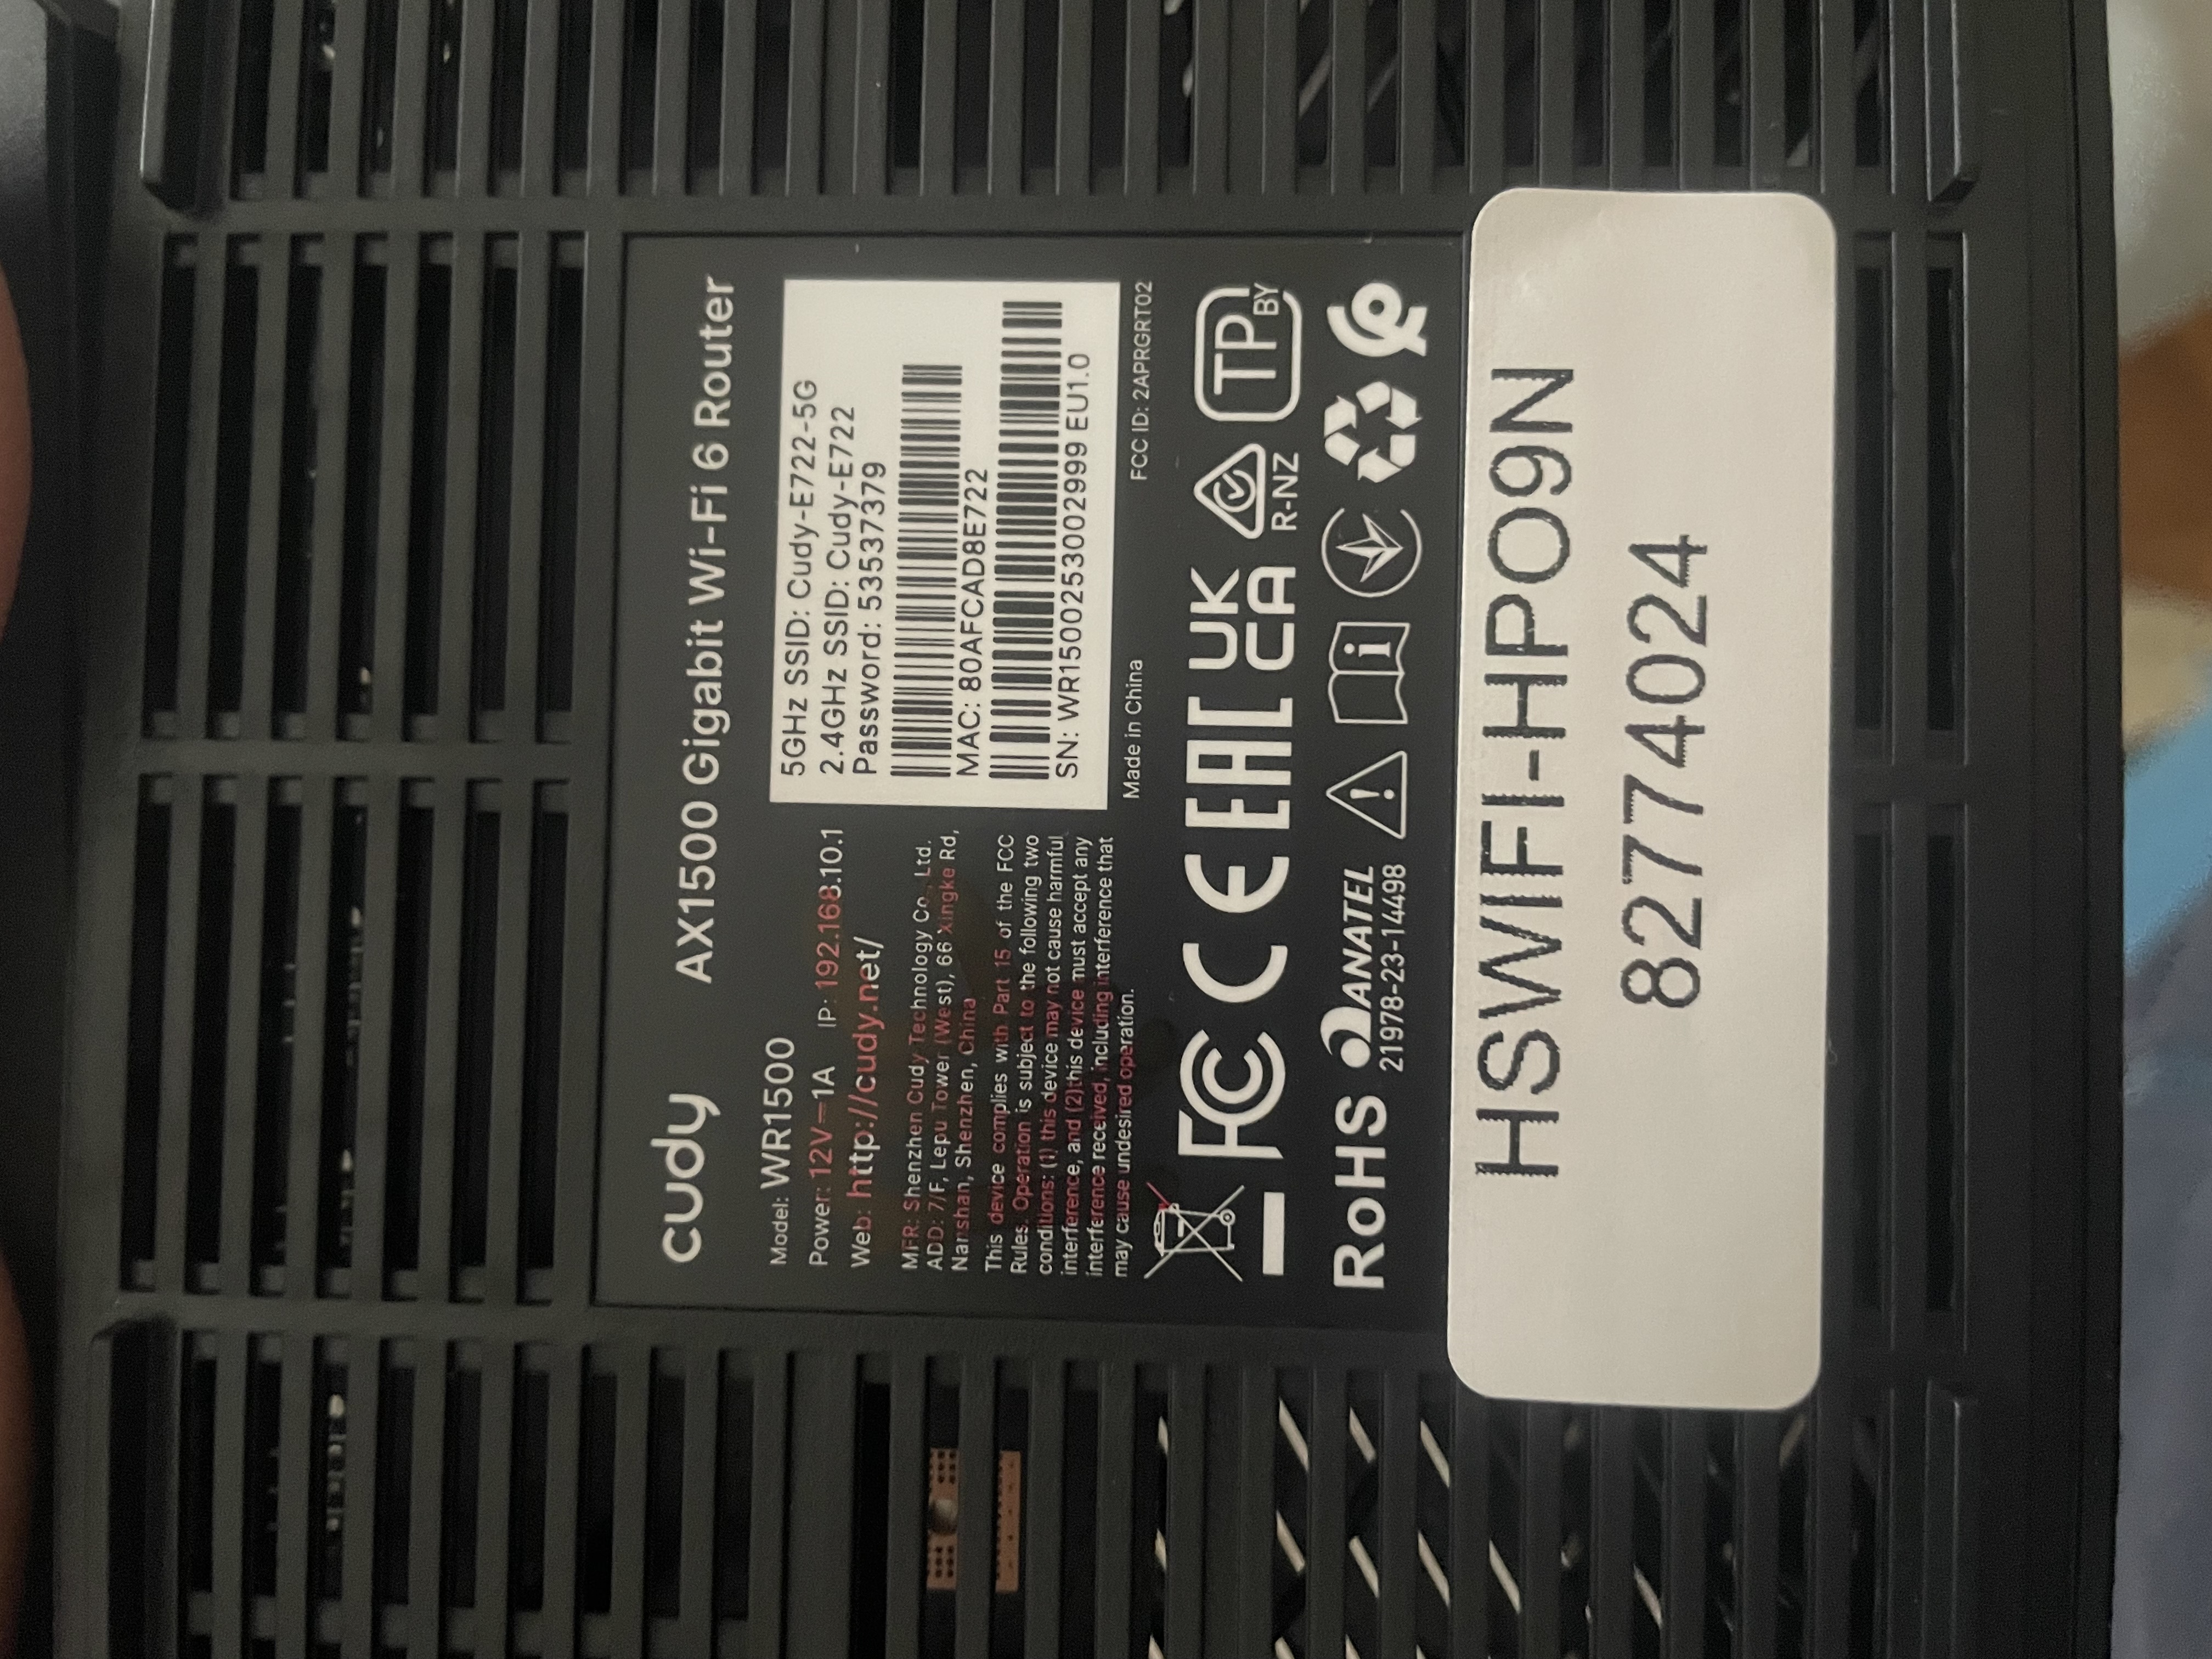 cudy AX1500 Gigabit Wi-Fi 6 Router
Model: WR1500
Power: 12V⎓1A IP: 192.168.10.1
Web: http://cudy.net/
MFR: Shenzhen Cudy Technology Co., Ltd.
ADD: 7/F, Lepu Tower (West), 66 Xingke Rd,
Nanshan, Shenzhen, China
This device complies with Part 15 of the FCC
Rules. Operation is subject to the following two
conditions: (1) this device may not cause harmful
interference, and (2) this device must accept any
interference received, including interference that
may cause undesired operation.
5GHz SSID: Cudy-E722-5G
2.4GHz SSID: Cudy-E722
Password: 53537379
MAC: 80AFCAD8E722
SN: WR15002530002999 EU1.0
Made in China FCC ID: 2APRGRT02
FC CE EAC UK CA R-NZ TP BY
RoHS ANATEL
21978-23-14498
HSWIFI-HPO9N
82774024